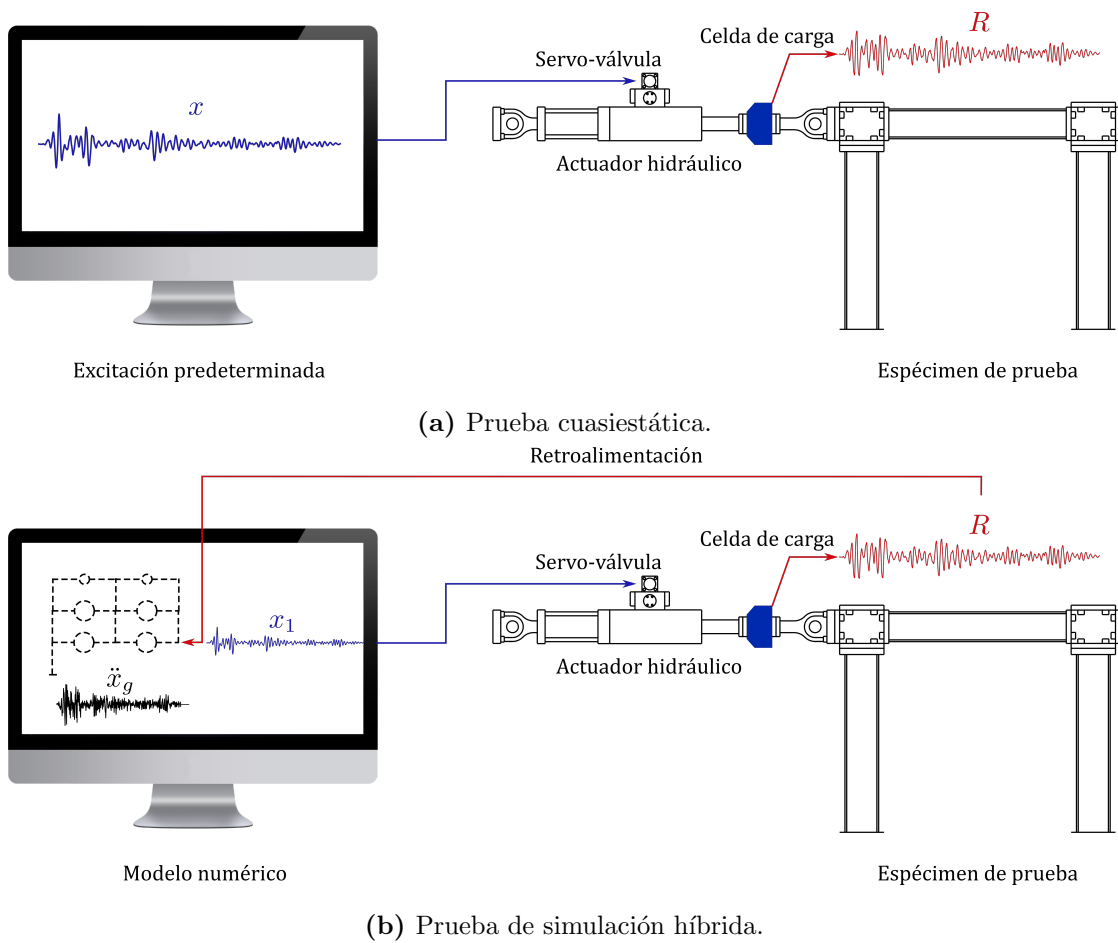 R
Celda de carga
Servo-válvula
x
Actuador hidráulico
Excitación predeterminada
Espécimen de prueba
(a) Prueba cuasiestática.
Retroalimentación
R
Celda de carga
Servo-válvula
x₁
Actuador hidráulico
ẍ_g
Modelo numérico
Espécimen de prueba
(b) Prueba de simulación híbrida.